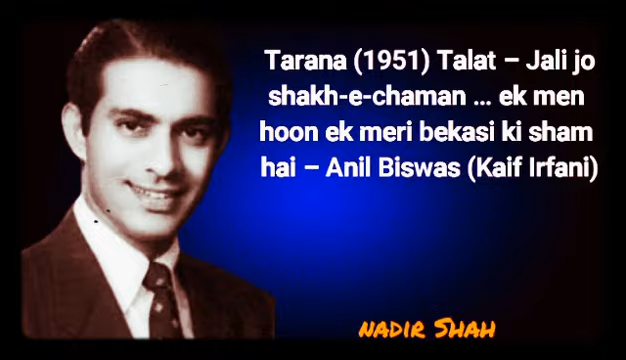 Tarana (1951) Talat – Jali jo
shakh-e-chaman ... ek men
hoon ek meri bekasi ki sham
hai – Anil Biswas (Kaif Irfani)
NADIR SHAH